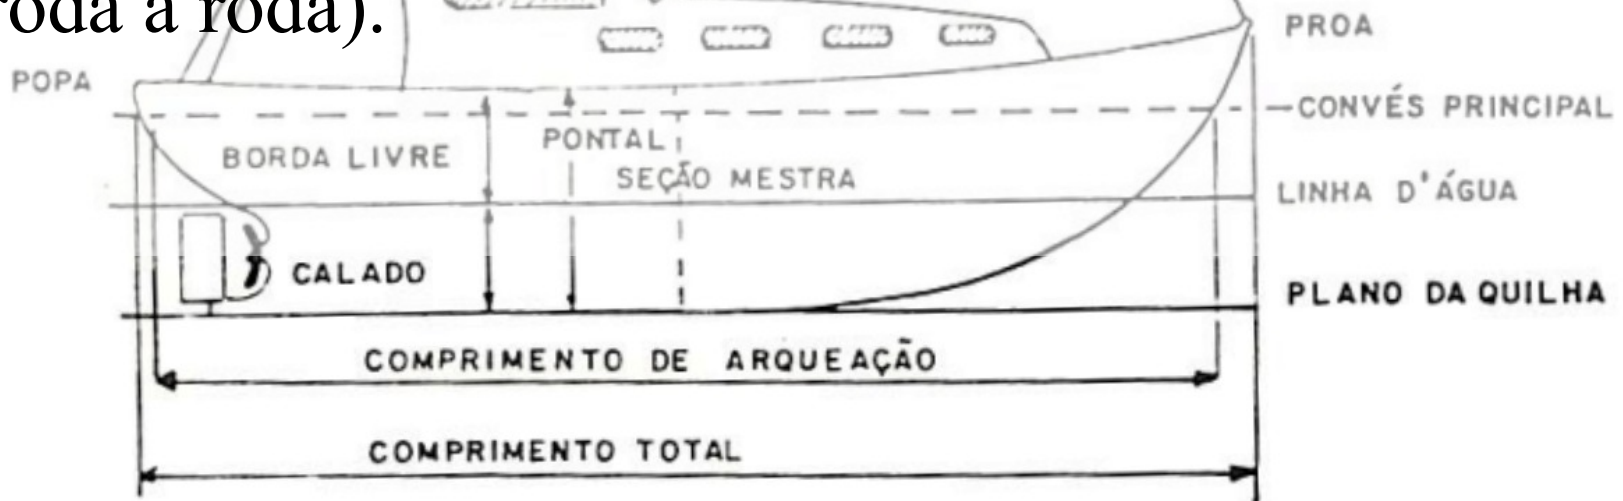 roda a roda).
PROA
POPA
CONVÉS PRINCIPAL
PONTAL
BORDA LIVRE
SEÇÃO MESTRA
LINHA D'ÁGUA
CALADO
PLANO DA QUILHA
COMPRIMENTO DE ARQUEAÇÃO
COMPRIMENTO TOTAL